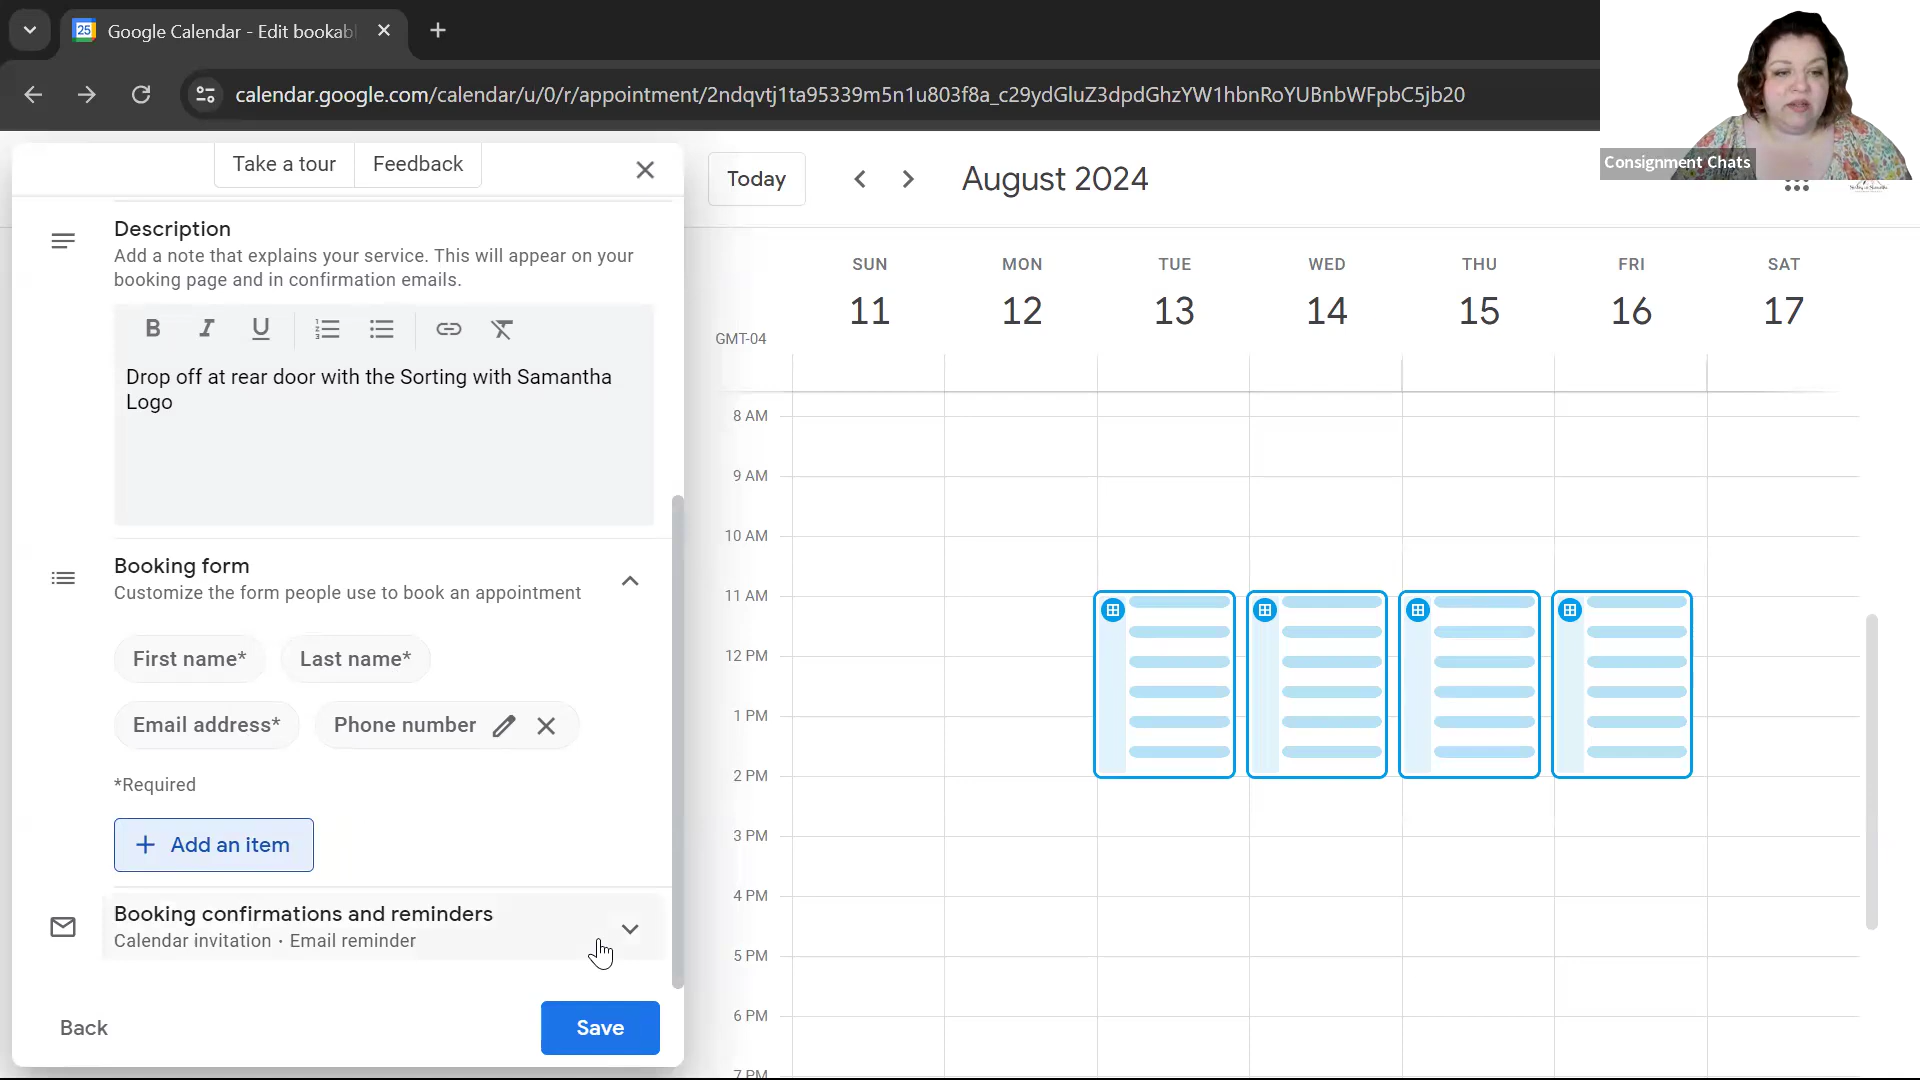 25
Google Calendar - Edit bookab
calendar.google.com/calendar/u/0/r/appointment/2ndqvtj1ta95339m5n1u803f8a_c29ydGluZ3dpdGhzYW1hbnRoYUBnbWFpbC5jb20
Consignment Chats
Take a tour
Feedback
Description
Add a note that explains your service. This will appear on your
booking page and in confirmation emails.
B I U
Drop off at rear door with the Sorting with Samantha
Logo
Booking form
Customize the form people use to book an appointment
First name*
Last name*
Email address*
Phone number
*Required
+ Add an item
Booking confirmations and reminders
Calendar invitation · Email reminder
Back
Save
Today
August 2024
GMT-04
SUN
11
MON
12
TUE
13
WED
14
THU
15
FRI
16
SAT
17
8 AM
9 AM
10 AM
11 AM
12 PM
1 PM
2 PM
3 PM
4 PM
5 PM
6 PM
7 PM